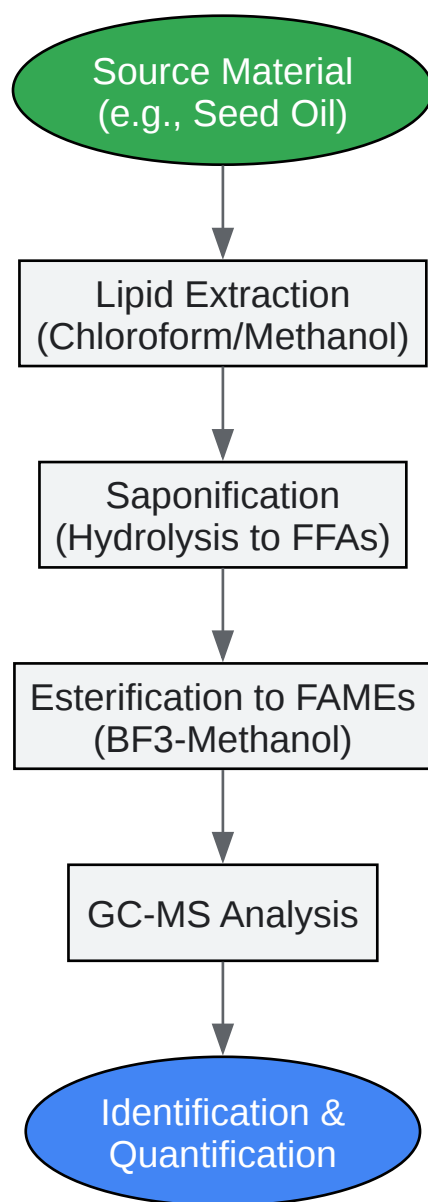 Source Material
(e.g., Seed Oil)
Lipid Extraction
(Chloroform/Methanol)
Saponification
(Hydrolysis to FFAs)
Esterification to FAMEs
(BF3-Methanol)
GC-MS Analysis
Identification &
Quantification